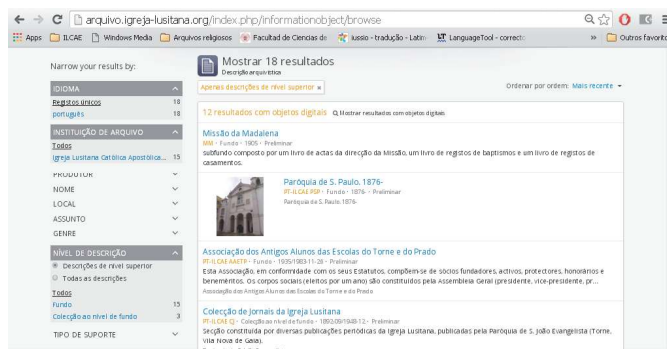 arquivo.igreja-lusitana.org/index.php/informationobject/browse
Apps ILCAE Windows Media Arquivos religiosos Facultad de Ciencias de iussio - tradução - Latim LanguageTool - correcto » Outros favorito
Narrow your results by:
IDIOMA
Registos únicos 18
português 18
INSTITUIÇÃO DE ARQUIVO
Todos
Igreja Lusitana Católica Apostólica... 15
PRODUTOR
NOME
LOCAL
ASSUNTO
GENRE
NÍVEL DE DESCRIÇÃO
Descrições de nível superior
Todas as descrições
Todos
Fundo 15
Colecção ao nível de fundo 3
TIPO DE SUPORTE
Mostrar 18 resultados
Descrição arquivística
Apenas descrições de nível superior ×
Ordenar por ordem: Mais recente
12 resultados com objetos digitais Mostrar resultados com objetos digitais
Missão da Madalena
MM · Fundo · 1905 · Preliminar
subfundo composto por um livro de actas da direcção da Missão, um livro de registos de baptismos e um livro de registos de
casamentos.
Paróquia de S. Paulo. 1876-
PT-ILCAE PSP · Fundo · 1876- · Preliminar
Paróquia de S. Paulo. 1876-
Associação dos Antigos Alunos das Escolas do Torne e do Prado
PT-ILCAE AAETP · Fundo · 1935/1983-11-26 · Preliminar
Esta Associação, em conformidade com os seus Estatutos, compõem-se de sócios fundadores, activos, protectores, honorários e
beneméritos. Os corpos sociais (eleitos por um ano) são constituídos pela Assembleia Geral (presidente, vice-presidente, pr...
Associação dos Antigos Alunos das Escolas do Torne e do Prado
Colecção de Jornais da Igreja Lusitana
PT-ILCAE CJ · Colecção ao nível de fundo · 1892-09/1948-12 · Preliminar
Secção constituída por diversas publicações periódicas da Igreja Lusitana, publicadas pela Paróquia de S. João Evangelista (Torne,
Vila Nova de Gaia).